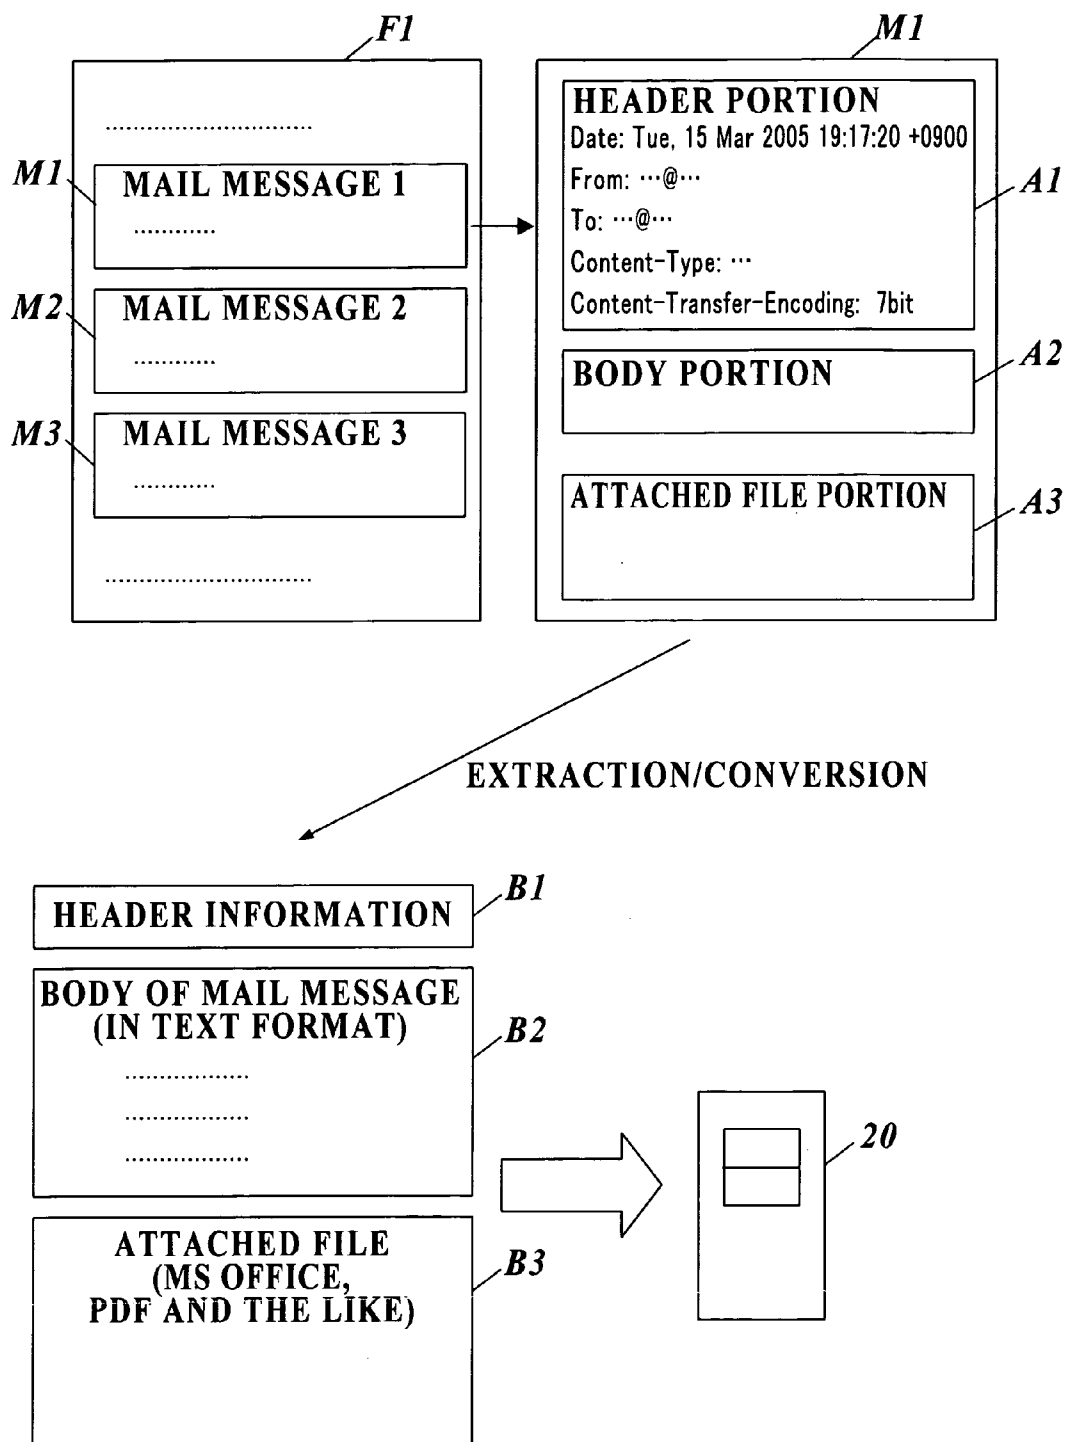 F1
M1
M1
MAIL MESSAGE 1
............
M2
MAIL MESSAGE 2
............
M3
MAIL MESSAGE 3
............
HEADER PORTION
Date: Tue, 15 Mar 2005 19:17:20 +0900
From: ···@···
To: ···@···
Content-Type: ···
Content-Transfer-Encoding: 7bit
A1
BODY PORTION
A2
ATTACHED FILE PORTION
A3
EXTRACTION/CONVERSION
HEADER INFORMATION
B1
BODY OF MAIL MESSAGE
(IN TEXT FORMAT)
B2
ATTACHED FILE
(MS OFFICE,
PDF AND THE LIKE)
B3
20